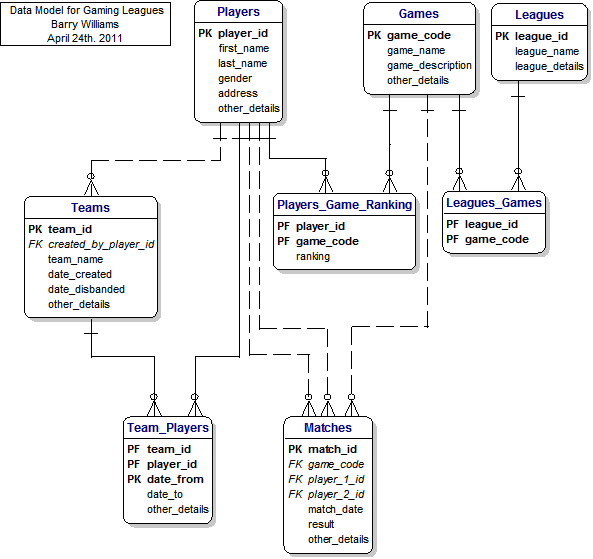 Data Model for Gaming Leagues
Barry Williams
April 24th. 2011
Players
PK player_id
first_name
last_name
gender
address
other_details
Games
PK game_code
game_name
game_description
other_details
Leagues
PK league_id
league_name
league_details
Teams
PK team_id
FK created_by_player_id
team_name
date_created
date_disbanded
other_details
Players_Game_Ranking
PF player_id
PF game_code
ranking
Leagues_Games
PF league_id
PF game_code
Team_Players
PF team_id
PF player_id
PK date_from
date_to
other_details
Matches
PK match_id
FK game_code
FK player_1_id
FK player_2_id
match_date
result
other_details